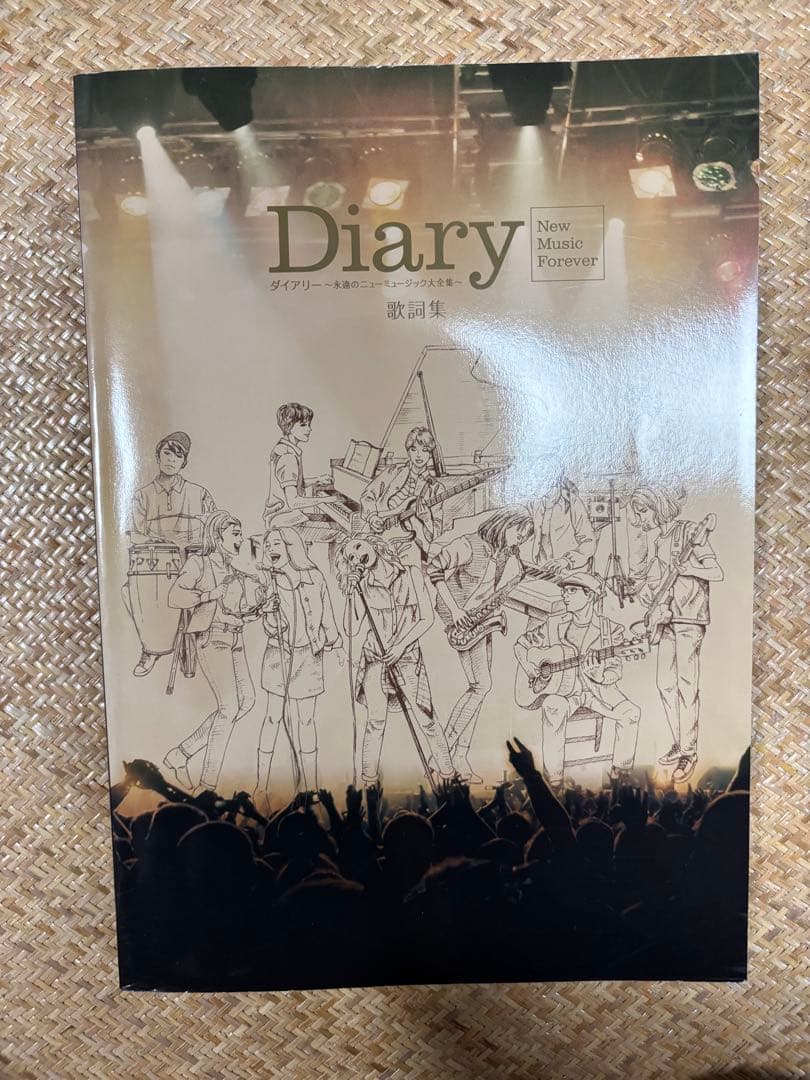 Diary
New
Music
Forever
ダイアリー ～永遠のニューミュージック大全集～
歌詞集